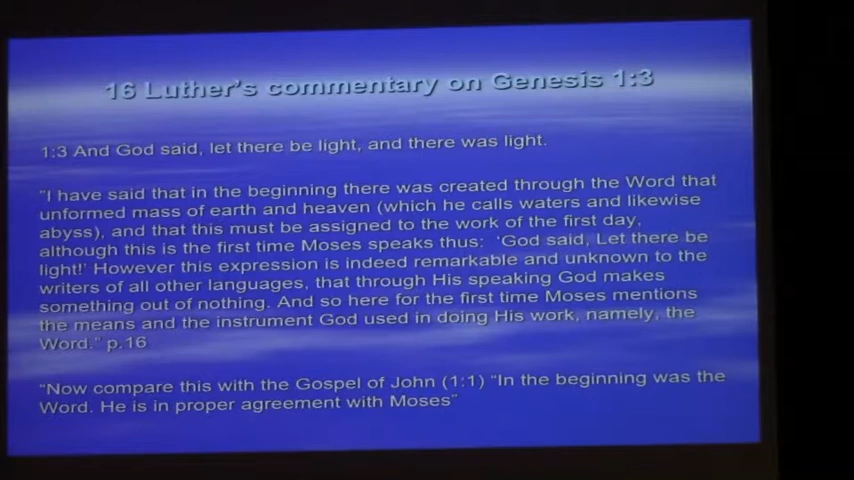 16 Luther's commentary on Genesis 1:3
1:3 And God said, let there be light, and there was light.
"I have said that in the beginning there was created through the Word that
unformed mass of earth and heaven (which he calls waters and likewise
abyss), and that this must be assigned to the work of the first day,
although this is the first time Moses speaks thus: 'God said, Let there be
light!' However this expression is indeed remarkable and unknown to the
writers of all other languages, that through His speaking God makes
something out of nothing. And so here for the first time Moses mentions
the means and the instrument God used in doing His work, namely, the
Word." p.16
"Now compare this with the Gospel of John (1:1) "In the beginning was the
Word. He is in proper agreement with Moses"